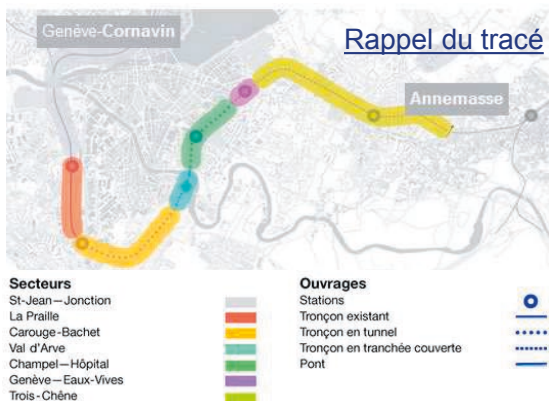 Genève-Cornavin
Rappel du tracé
Annemasse
Secteurs
St-Jean—Jonction
La Praille
Carouge-Bachet
Val d'Arve
Champel—Hôpital
Genève—Eaux-Vives
Trois-Chêne
Ouvrages
Stations
Tronçon existant
Tronçon en tunnel
Tronçon en tranchée couverte
Pont